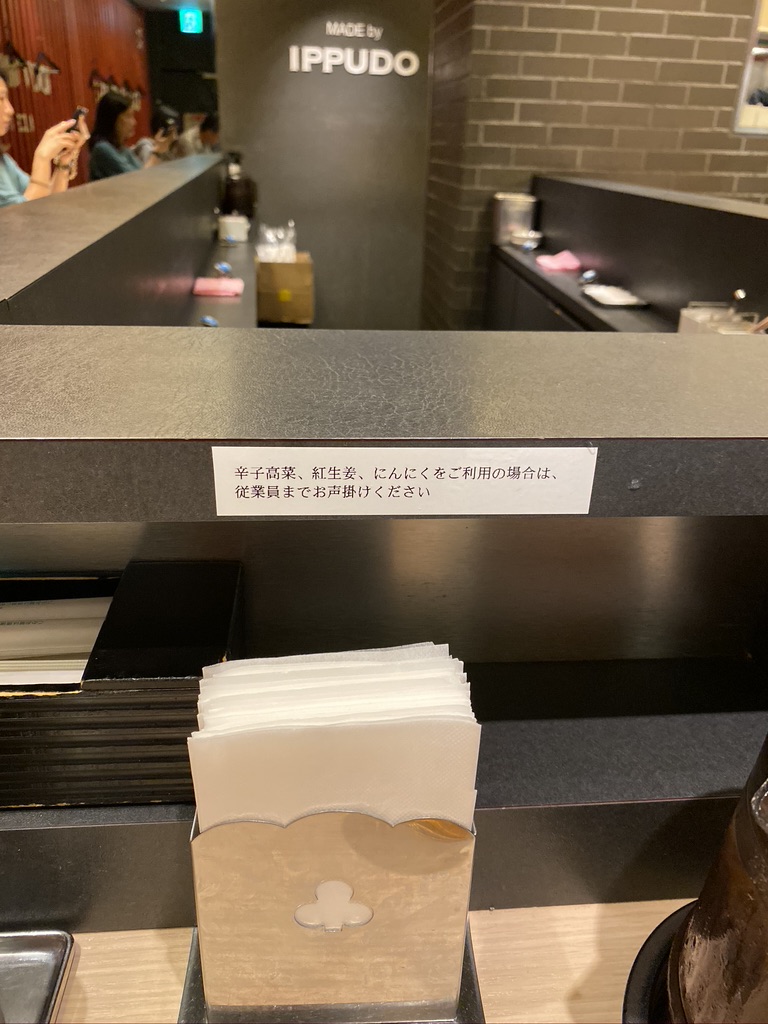 MADE by
IPPUDO
辛子高菜、紅生姜、にんにくをご利用の場合は、
従業員までお声掛けください